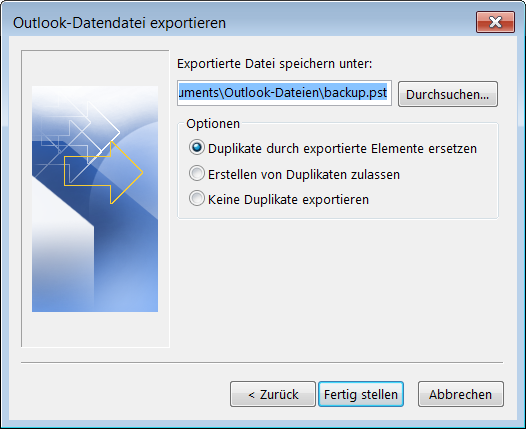 Outlook-Datendatei exportieren
Exportierte Datei speichern unter:
uments\Outlook-Dateien\backup.pst
Durchsuchen...
Optionen
Duplikate durch exportierte Elemente ersetzen
Erstellen von Duplikaten zulassen
Keine Duplikate exportieren
< Zurück
Fertig stellen
Abbrechen